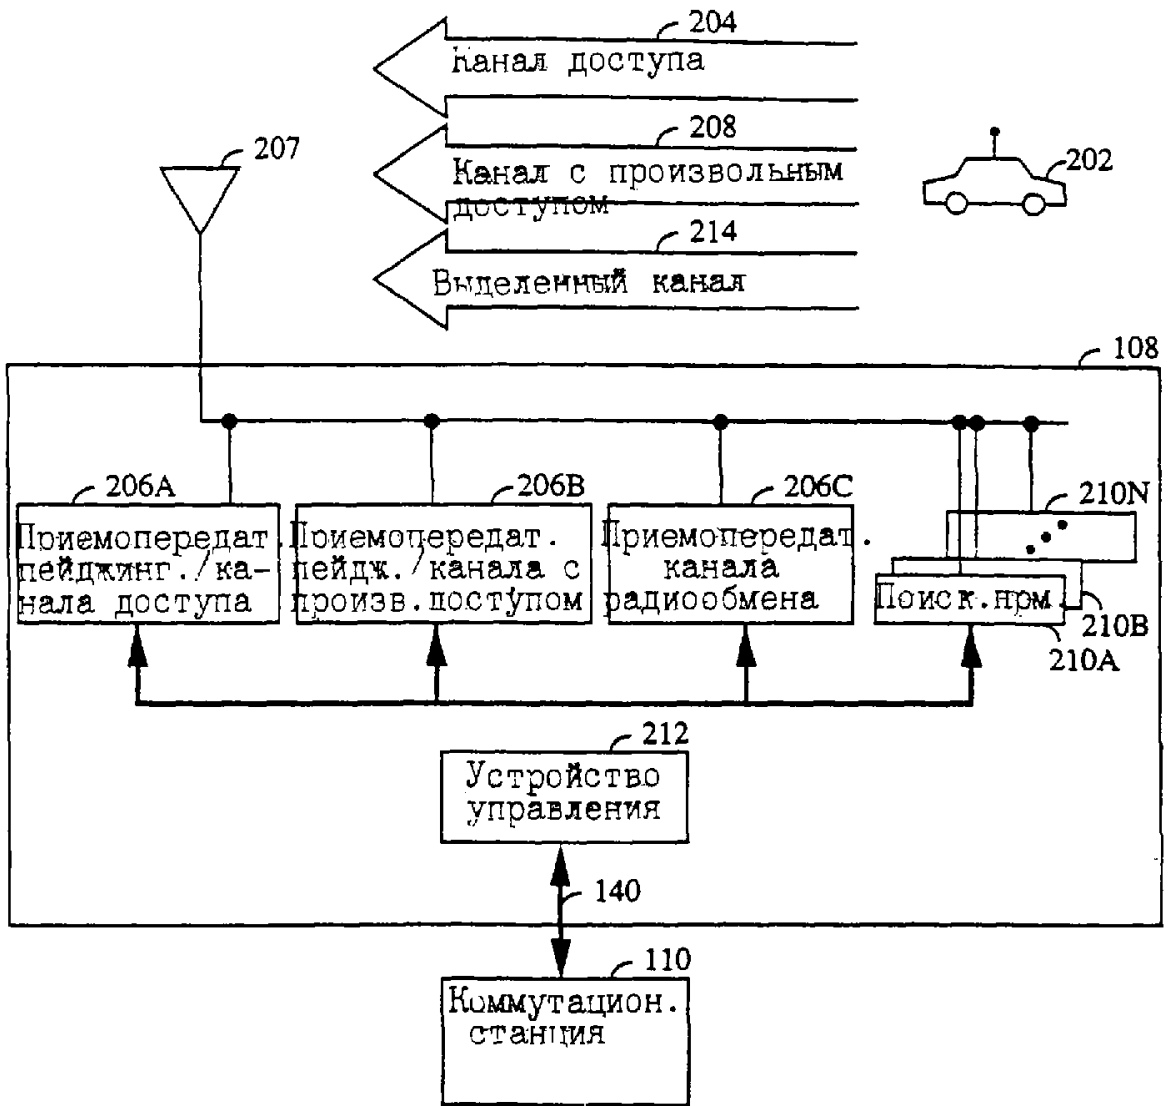 204
Канал доступа
208
Канал с произвольным
доступом
202
207
214
Выделенный канал
108
206A
206B
206C
210N
Приемопередат.
пейджинг./ка-
нала доступа
Приемопередат.
пейдж./канала с
произв.доступом
Приемопередат.
канала
радиообмена
Поиск.прм.
210B
210A
212
Устройство
управления
140
110
Коммутацион.
станция